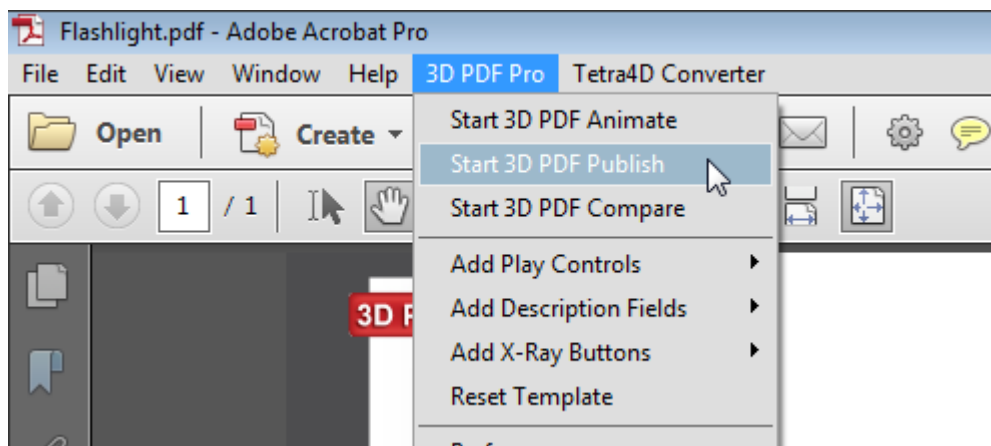 Flashlight.pdf - Adobe Acrobat Pro
File Edit View Window Help 3D PDF Pro Tetra4D Converter
Open Create
Start 3D PDF Animate
Start 3D PDF Publish
1 / 1
Start 3D PDF Compare
Add Play Controls
3D
Add Description Fields
Add X-Ray Buttons
Reset Template